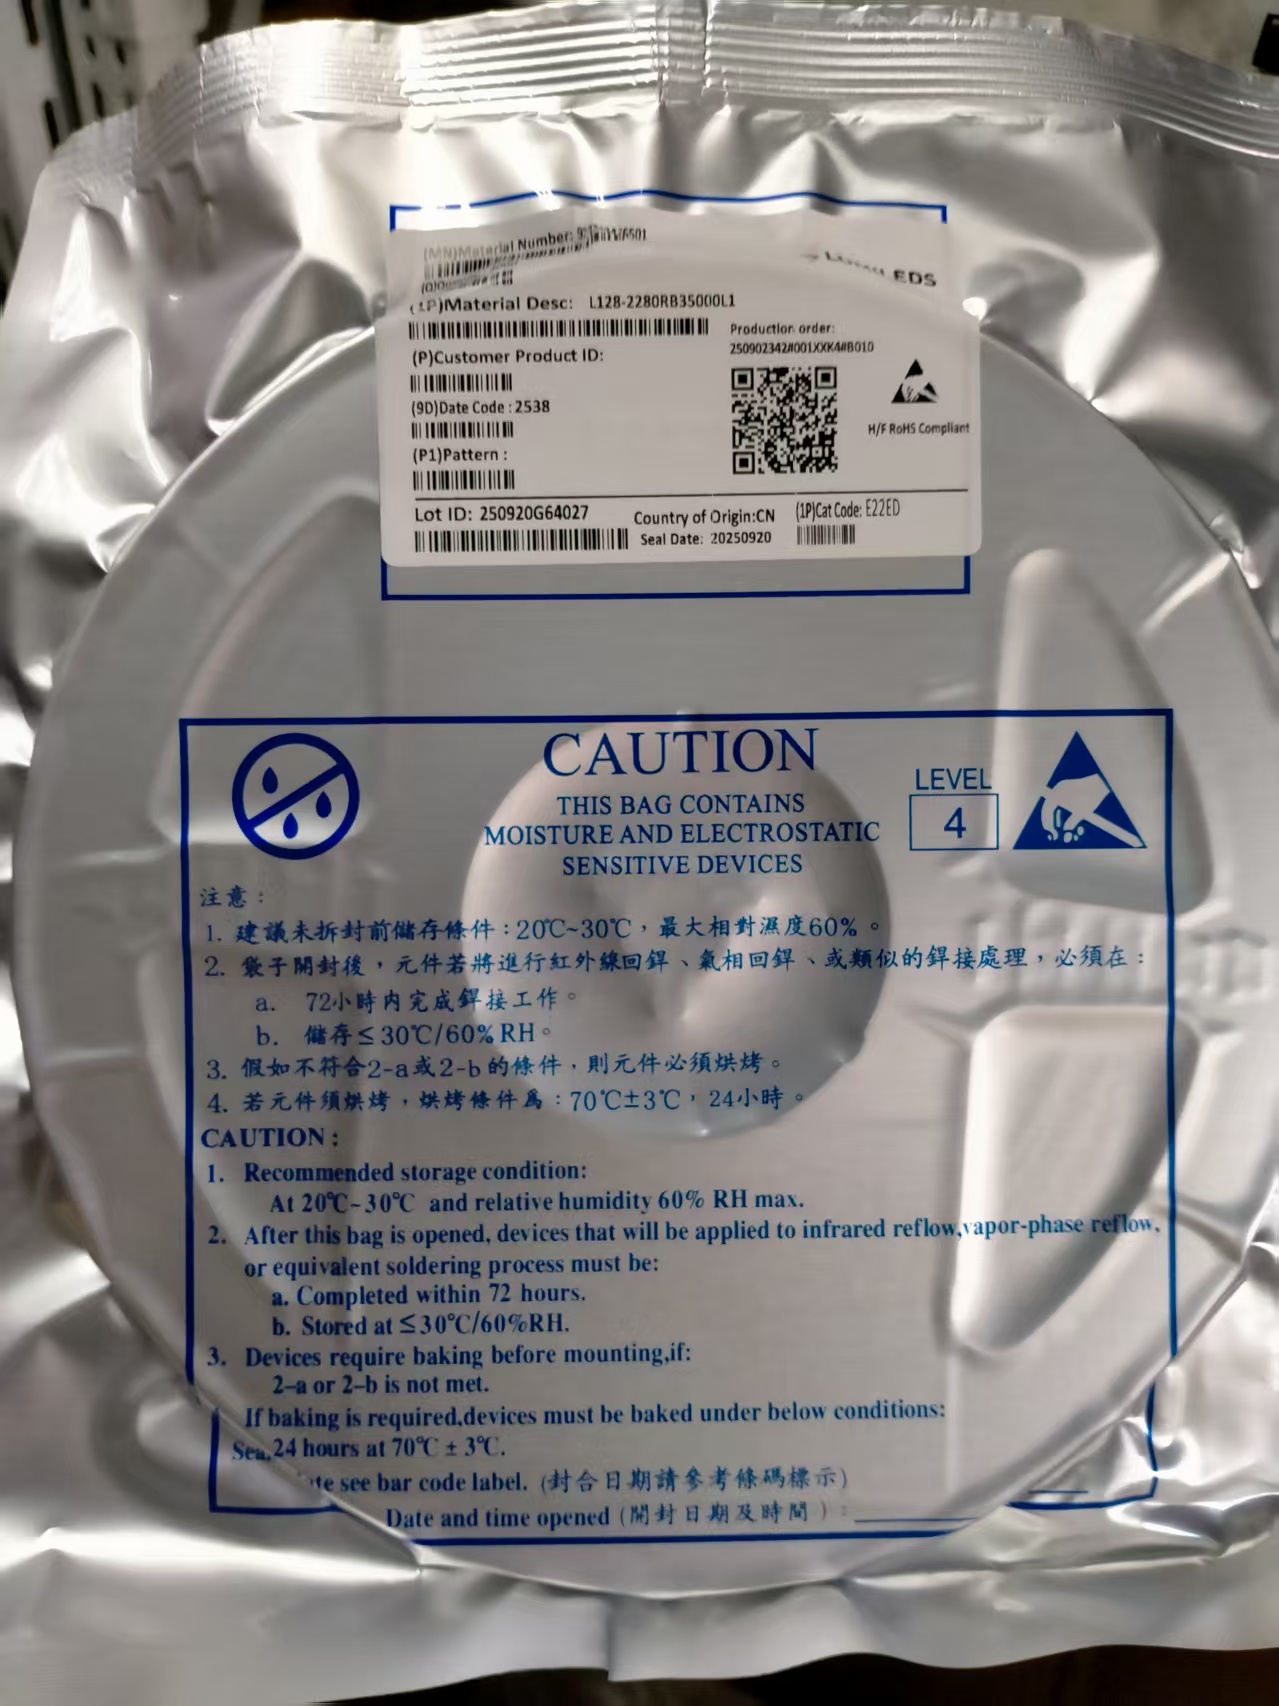 (MN)Material Number:
(1P)Material Desc: L128-2280RB35000L1
EDS
Production order:
250902342#001XXK4#B010
(P)Customer Product ID:
(9D)Date Code : 2538
H/F RoHS Compliant
(P1)Pattern :
Lot ID: 250920G64027
Country of Origin:CN
(1P)Cat Code: E22ED
Seal Date: 20250920
CAUTION
THIS BAG CONTAINS
MOISTURE AND ELECTROSTATIC
SENSITIVE DEVICES
LEVEL
4
注意：
1. 建議未拆封前儲存條件：20℃~30℃，最大相對濕度60%。
2. 袋子開封後，元件若將進行紅外線回銲、氣相回銲、或類似的銲接處理，必須在：
a. 72小時內完成銲接工作。
b. 儲存≦30℃/60% RH。
3. 假如不符合2-a或2-b的條件，則元件必須烘烤。
4. 若元件須烘烤，烘烤條件為：70℃±3℃，24小時。
CAUTION :
1. Recommended storage condition:
At 20℃~30℃ and relative humidity 60% RH max.
2. After this bag is opened, devices that will be applied to infrared reflow,vapor-phase reflow,
or equivalent soldering process must be:
a. Completed within 72 hours.
b. Stored at ≦30℃/60%RH.
3. Devices require baking before mounting,if:
2-a or 2-b is not met.
If baking is required,devices must be baked under below conditions:
24 hours at 70℃ ± 3℃.
see bar code label. (封合日期請參考條碼標示)
Date and time opened (開封日期及時間) :